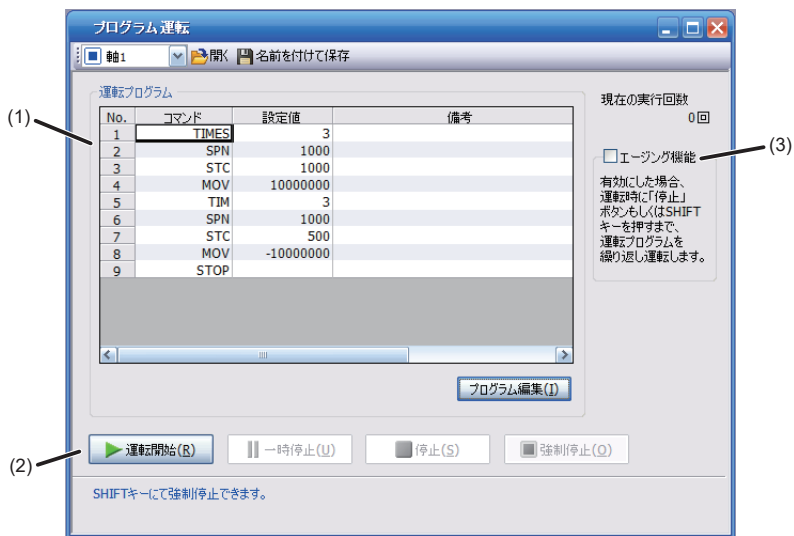 プログラム運転
軸1 開く 名前を付けて保存
運転プログラム
No. コマンド 設定値 備考
1 TIMES 3
2 SPN 1000
3 STC 1000
4 MOV 10000000
5 TIM 3
6 SPN 1000
7 STC 500
8 MOV -10000000
9 STOP
プログラム編集(I)
現在の実行回数
0回
エージング機能
有効にした場合、
運転時に「停止」
ボタンもしくはSHIFT
キーを押すまで、
運転プログラムを
繰り返し運転します。
運転開始(R) 一時停止(U) 停止(S) 強制停止(O)
SHIFTキーにて強制停止できます。
(1)
(2)
(3)